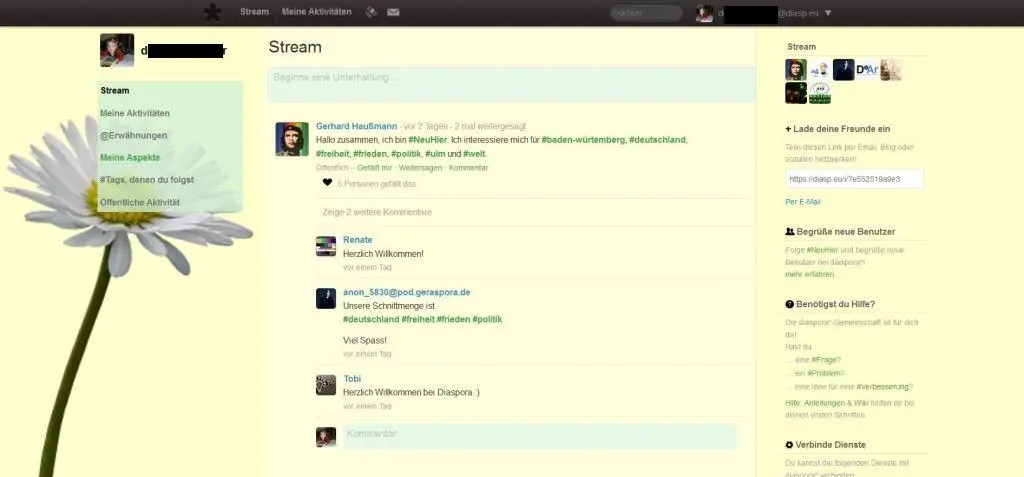 Stream Meine Aktivitäten Suchen @diasp.eu ▼
Stream
Meine Aktivitäten
@Erwähnungen
Meine Aspekte
#Tags, denen du folgst
Öffentliche Aktivität
Stream
Beginne eine Unterhaltung...
Gerhard Haußmann - vor 2 Tagen - 2 mal weitergesagt
Hallo zusammen, ich bin #NeuHier. Ich interessiere mich für #baden-würtemberg, #deutschland,
#freiheit, #frieden, #politik, #ulm und #welt.
Öffentlich – Gefällt mir · Weitersagen · Kommentar
6 Personen gefällt das
Zeige 2 weitere Kommentare
Renate
Herzlich Willkommen!
vor einem Tag
anon_5830@pod.geraspora.de
Unsere Schnittmenge ist
#deutschland #freiheit #frieden #politik
Viel Spass!
vor einem Tag
Tobi
Herzlich Willkommen bei Diaspora :)
vor einem Tag
Kommentar
Stream
Lade deine Freunde ein
Teile diesen Link per Email, Blog oder
sozialen Netzwerken!
https://diasp.eu/i/7e552519a9e3
Per E-Mail
Begrüße neue Benutzer
Folge #NeuHier und begrüße neue
Benutzer bei diaspora*!
mehr erfahren
Benötigst du Hilfe?
Die diaspora*-Gemeinschaft ist für dich
da!
Hast du
... eine #Frage?
... ein #Problem?
... eine Idee für eine #Verbesserung?
Hilfe, Anleitungen & Wiki helfen dir bei
deinen ersten Schritten.
Verbinde Dienste
Du kannst die folgenden Dienste mit
diaspora* verbinden